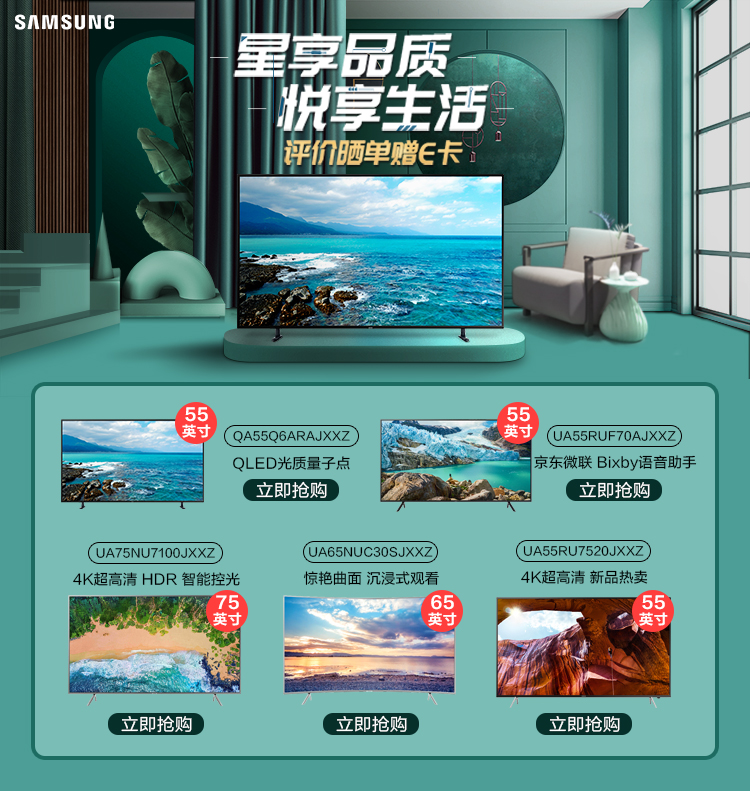 SAMSUNG
星享品质
悦享生活
评价晒单赠E卡
55
英寸
QA55Q6ARAJXXZ
QLED光质量子点
立即抢购
55
英寸
UA55RUF70AJXXZ
京东微联 Bixby语音助手
立即抢购
UA75NU7100JXXZ
4K超高清 HDR 智能控光
75
英寸
立即抢购
UA65NUC30SJXXZ
惊艳曲面 沉浸式观看
65
英寸
立即抢购
UA55RU7520JXXZ
4K超高清 新品热卖
55
英寸
立即抢购